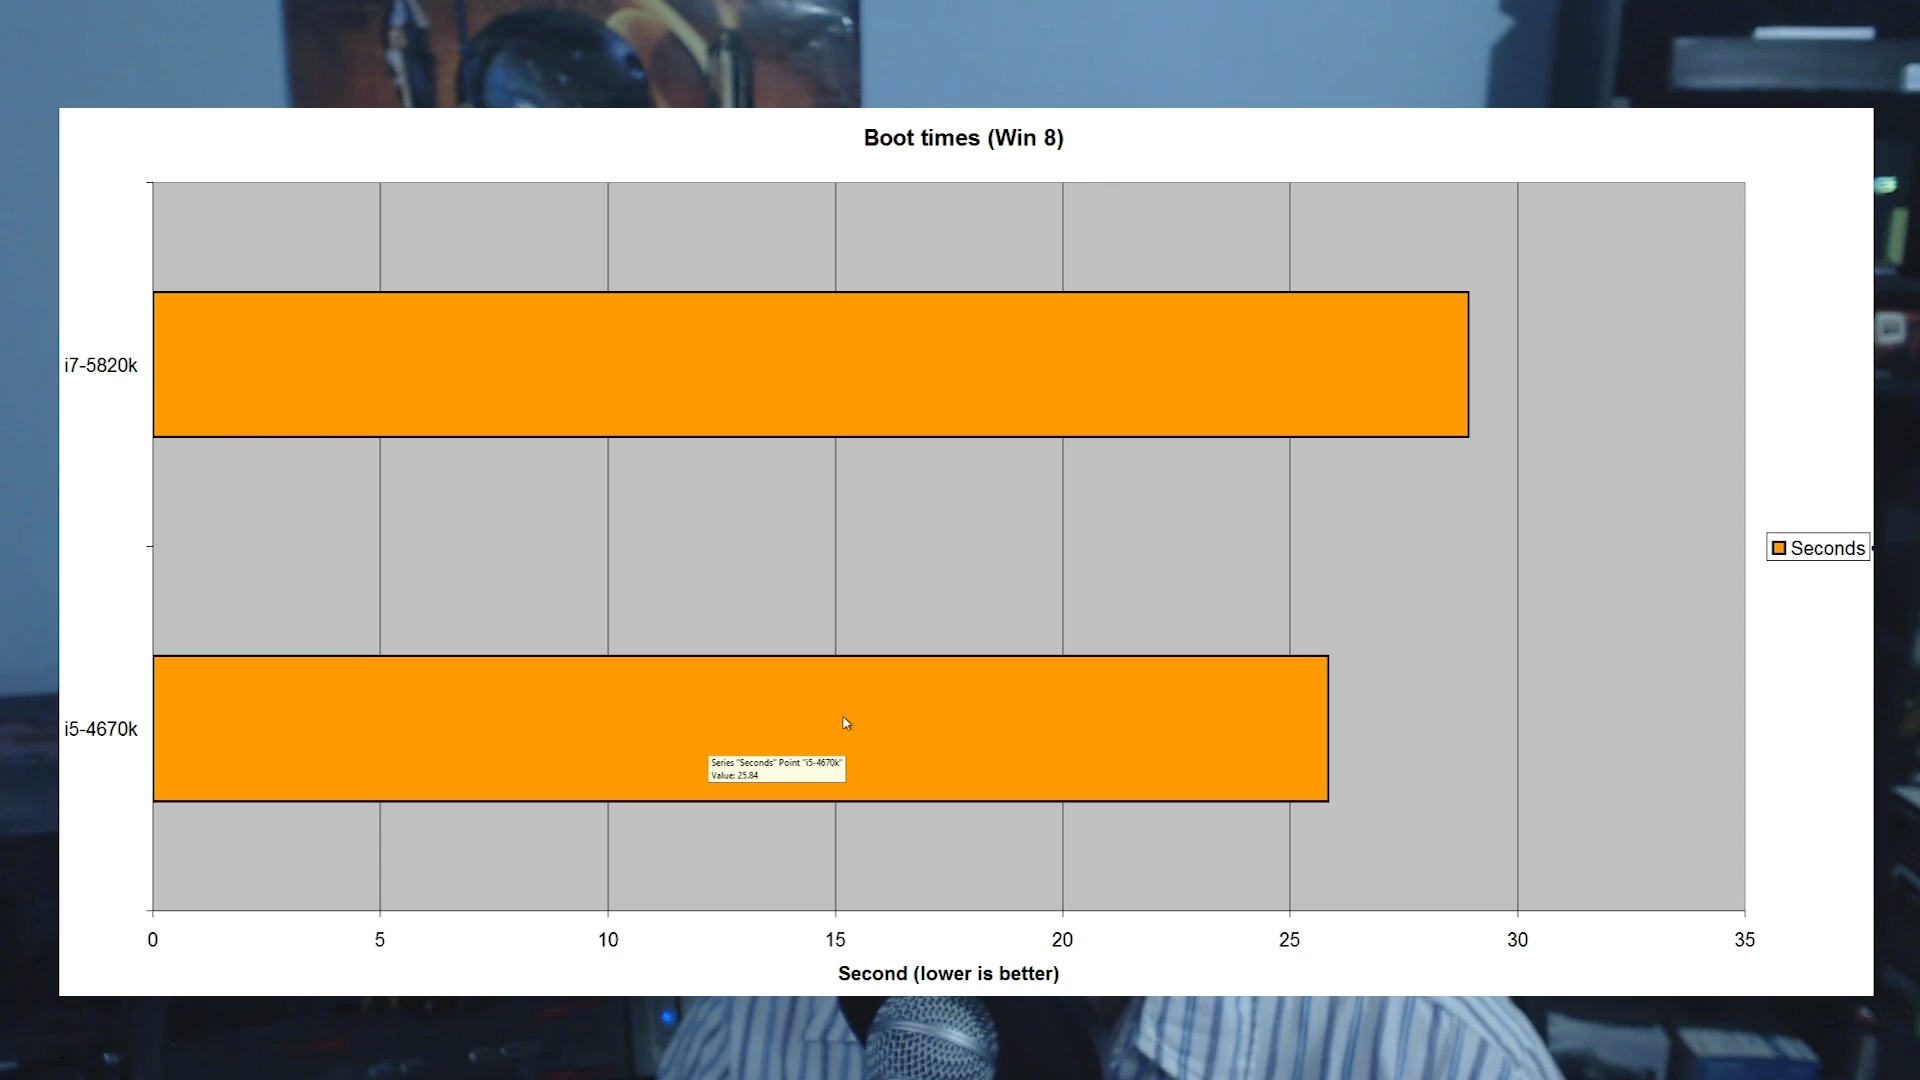 Boot times (Win 8)
i7-5820k
Seconds
i5-4670k
Series "Seconds" Point "i5-4670k"
Value: 25.84
0 5 10 15 20 25 30 35
Second (lower is better)